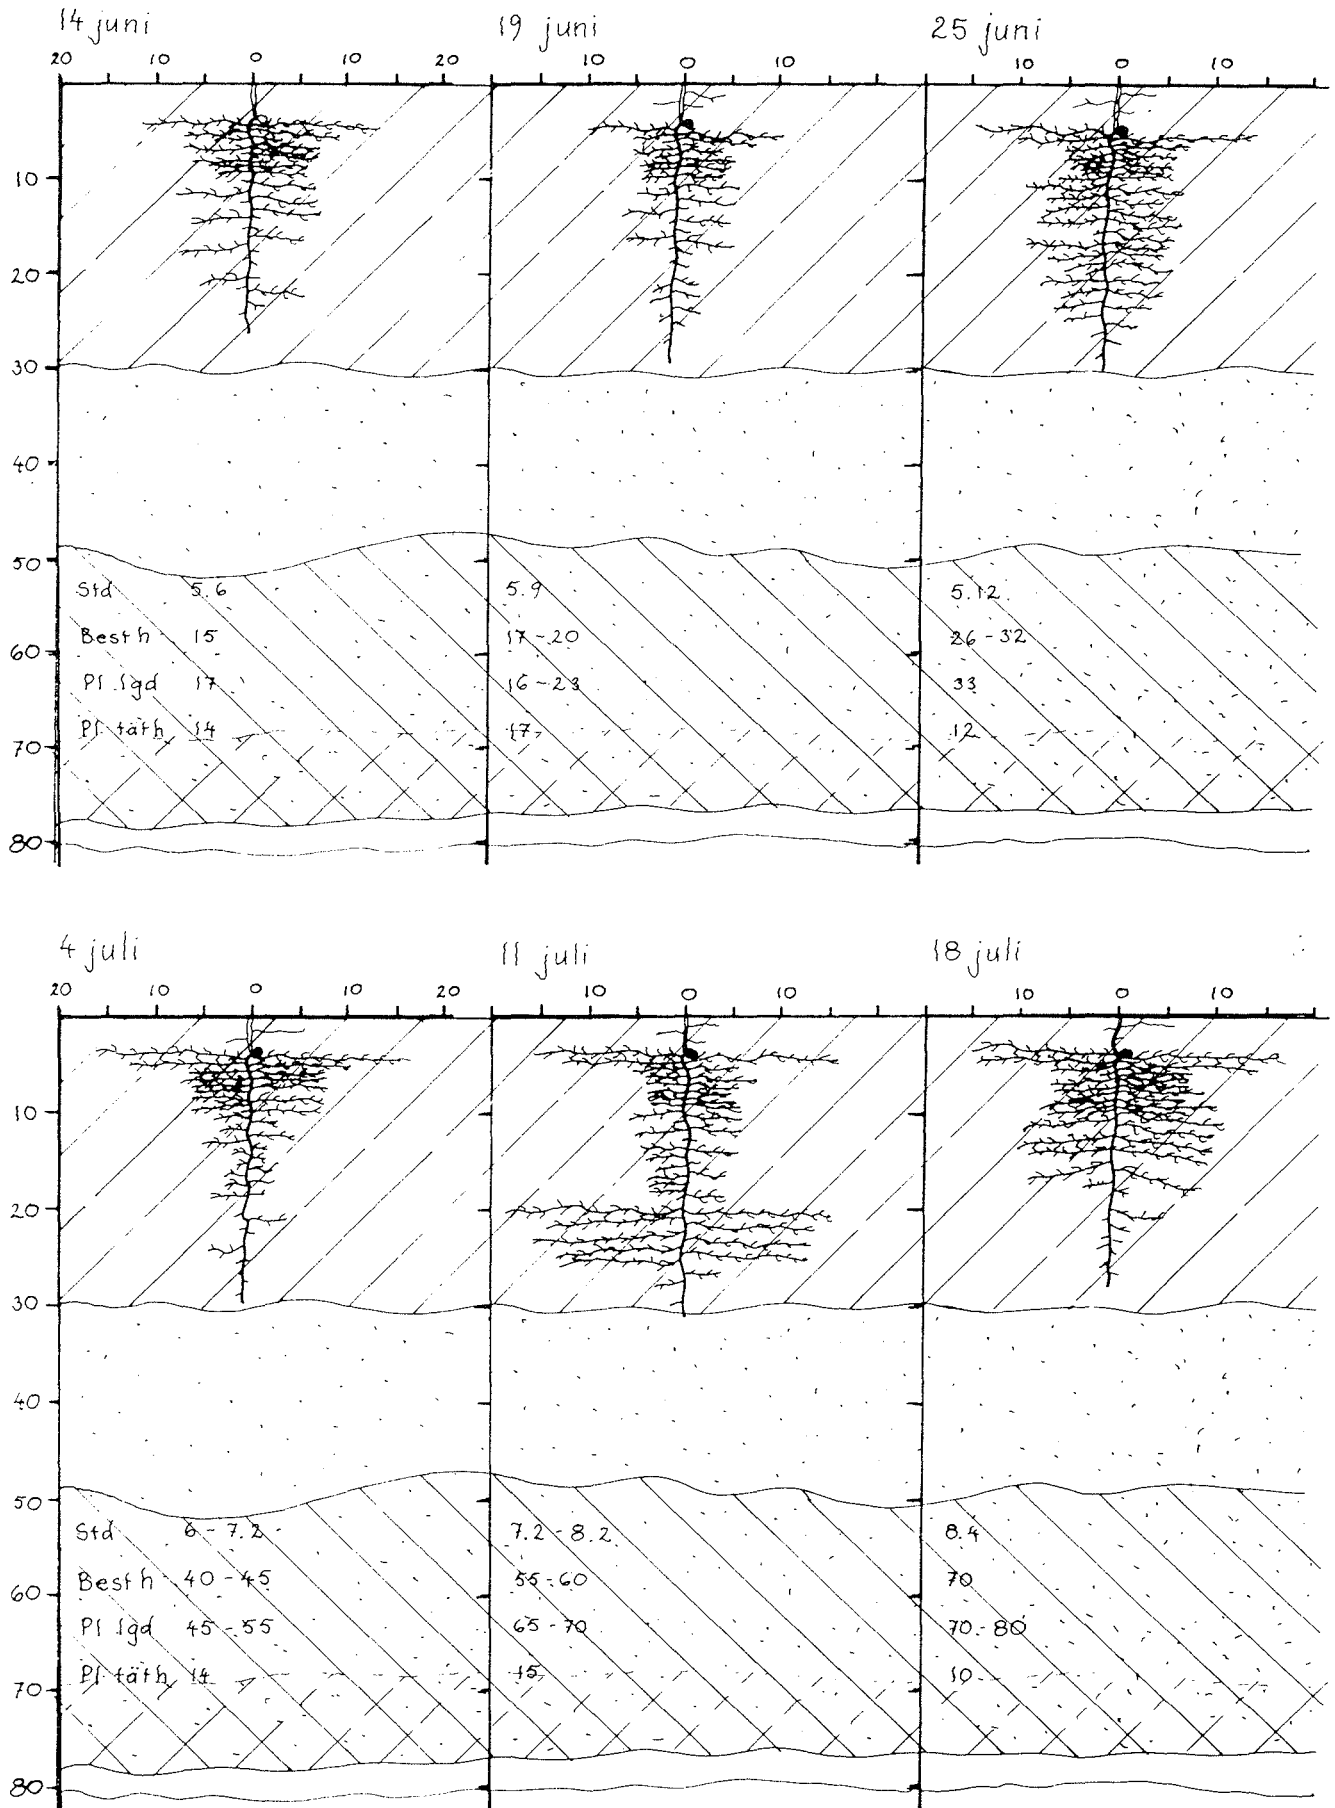 14 juni 19 juni 25 juni
20 10 0 10 20 10 0 10 10 0 10
10
20
30
40
50
Std 5.6 5.9 5.12
Best h 15 17-20 26-32
60
Pl lgd 17 16-23 33
Pl täth 14 17 12
70
80
4 juli 11 juli 18 juli
20 10 0 10 20 10 0 10 10 0 10
10
20
30
40
50
Std 6-7.2 7.2-8.2 8.4
Best h 40-45 55-60 70
60
Pl lgd 45-55 65-70 70-80
Pl täth 14 15 10
70
80